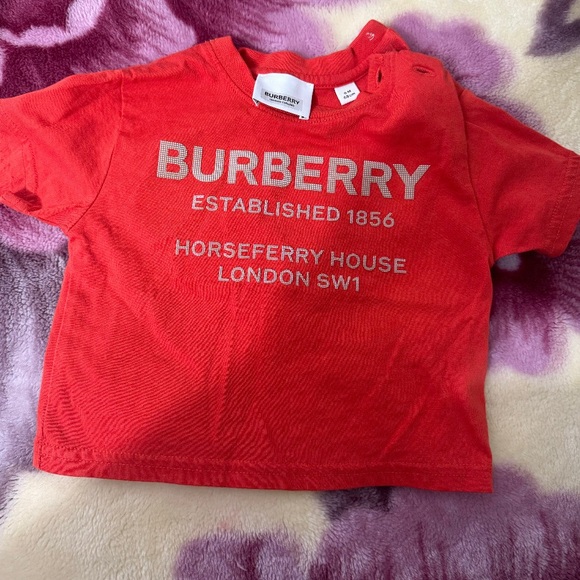 BURBERRY
BURBERRY
ESTABLISHED 1856
HORSEFERRY HOUSE
LONDON SW1